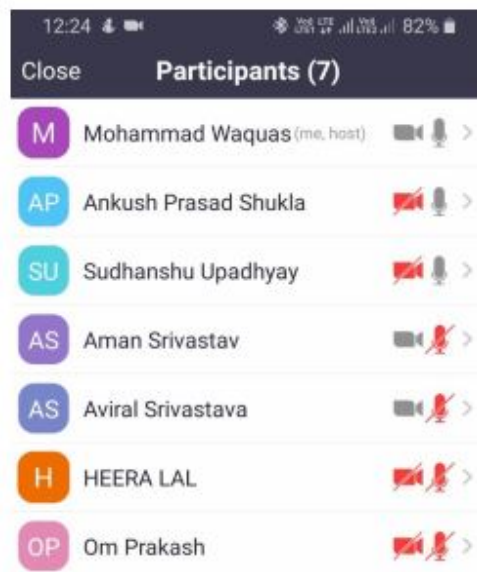 12:24 82%
Close Participants (7)
M Mohammad Waquas (me, host)
AP Ankush Prasad Shukla
SU Sudhanshu Upadhyay
AS Aman Srivastav
AS Aviral Srivastava
H HEERA LAL
OP Om Prakash